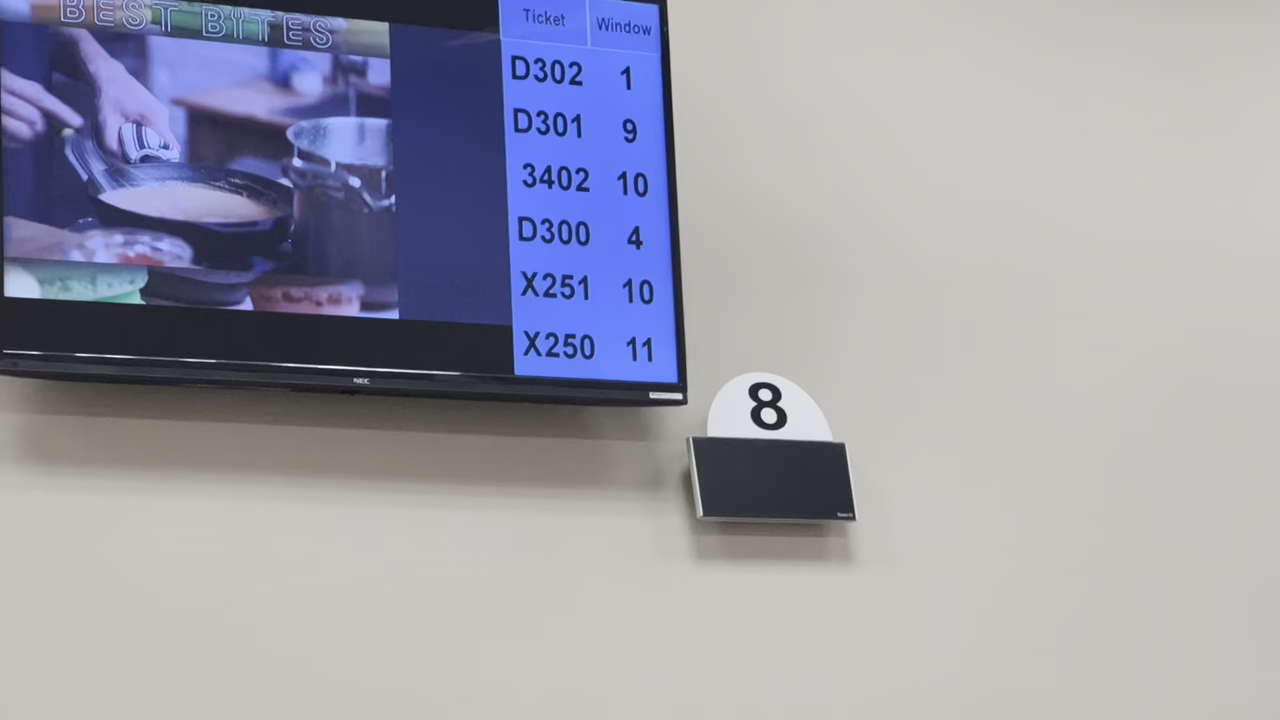 BEST BITES
Ticket Window
D302 1
D301 9
3402 10
D300 4
X251 10
X250 11
NEC
8